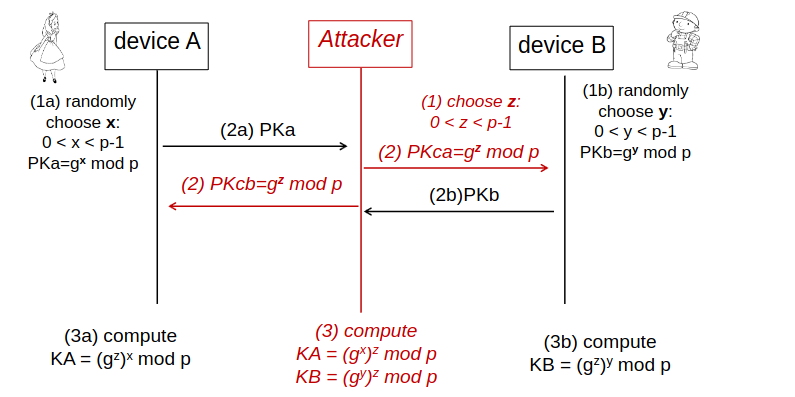 device A
Attacker
device B
(1a) randomly
choose x:
0 < x < p-1
PKa=gˣ mod p
(1) choose z:
0 < z < p-1
(1b) randomly
choose y:
0 < y < p-1
PKb=gʸ mod p
(2a) PKa
(2) PKca=gᶻ mod p
(2) PKcb=gᶻ mod p
(2b)PKb
(3a) compute
KA = (gᶻ)ˣ mod p
(3) compute
KA = (gˣ)ᶻ mod p
KB = (gʸ)ᶻ mod p
(3b) compute
KB = (gᶻ)ʸ mod p